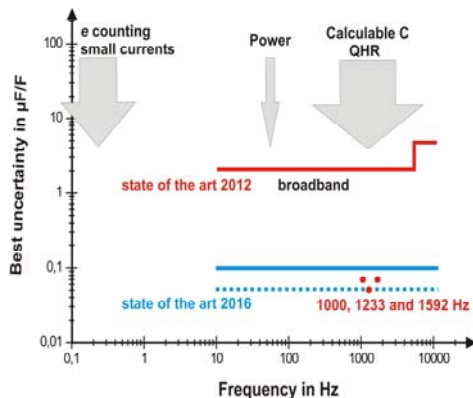 e counting
small currents
Power
Calculable C
QHR
100
10
1
0,1
0,01
Best uncertainty in µF/F
state of the art 2012
broadband
state of the art 2016
1000, 1233 and 1592 Hz
0,1
1
10
100
1000
10000
Frequency in Hz